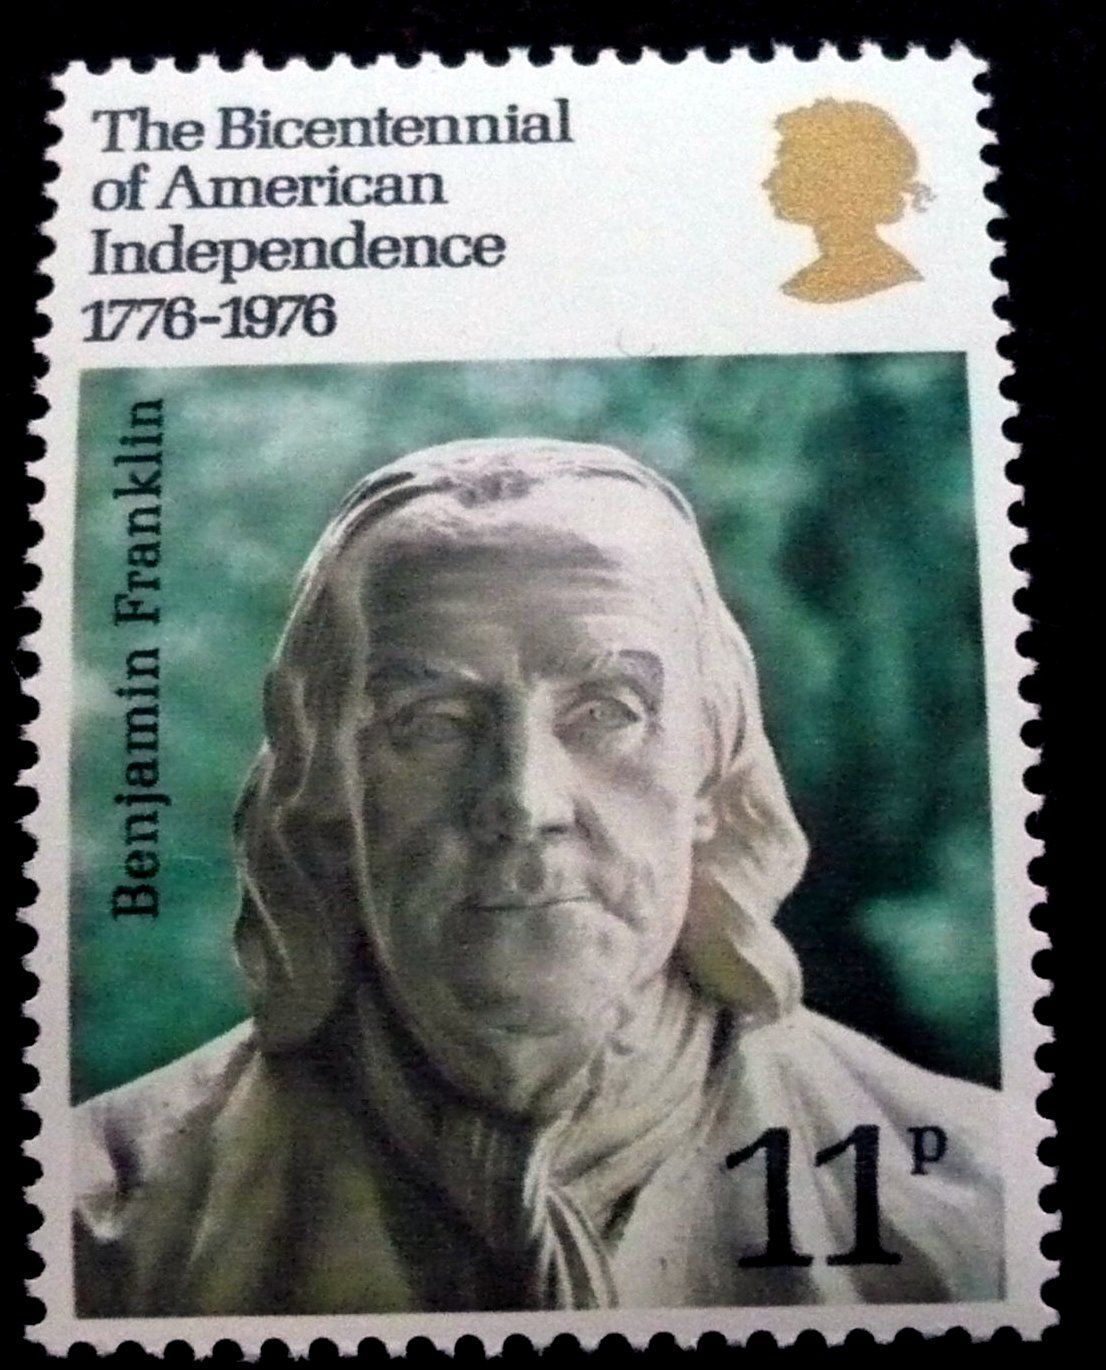 The Bicentennial
of American
Independence
1776-1976
Benjamin Franklin
11p